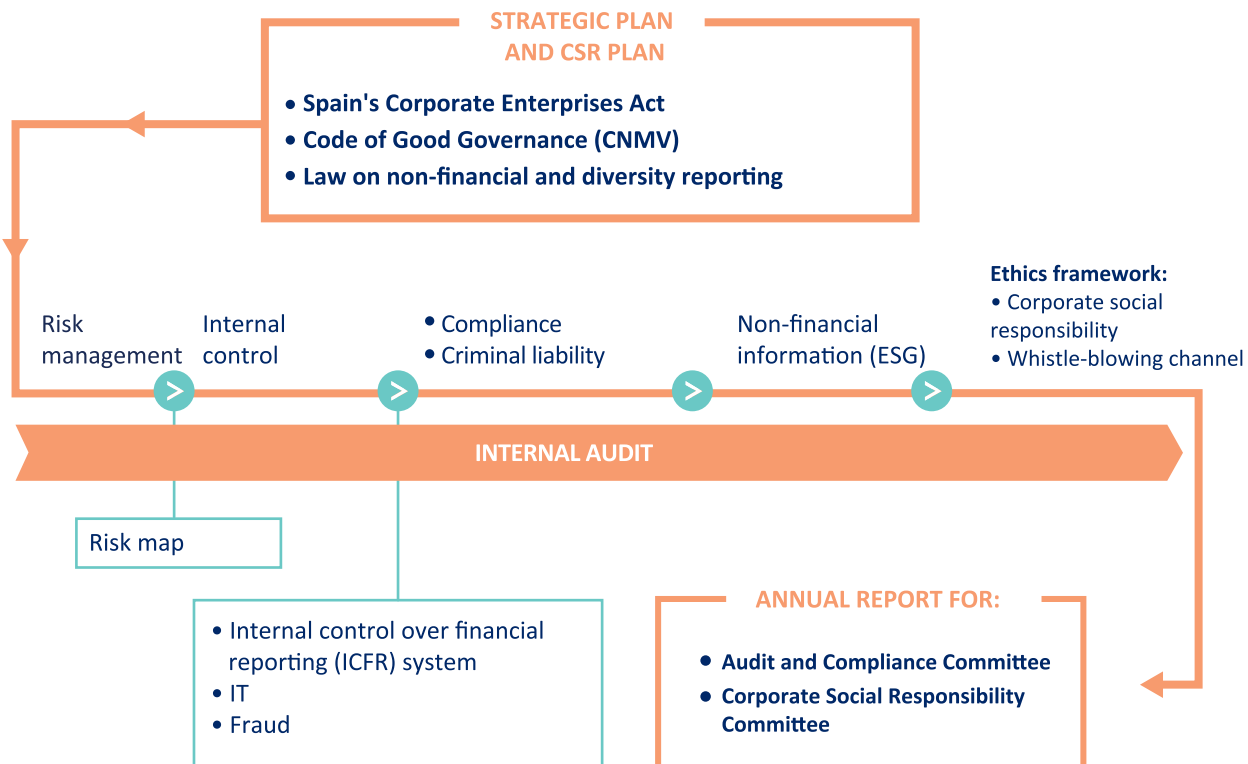 STRATEGIC PLAN
AND CSR PLAN
• Spain's Corporate Enterprises Act
• Code of Good Governance (CNMV)
• Law on non-financial and diversity reporting
Risk
management
Internal
control
• Compliance
• Criminal liability
Non-financial
information (ESG)
Ethics framework:
• Corporate social
responsibility
• Whistle-blowing channel
INTERNAL AUDIT
Risk map
• Internal control over financial
reporting (ICFR) system
• IT
• Fraud
ANNUAL REPORT FOR:
• Audit and Compliance Committee
• Corporate Social Responsibility
Committee